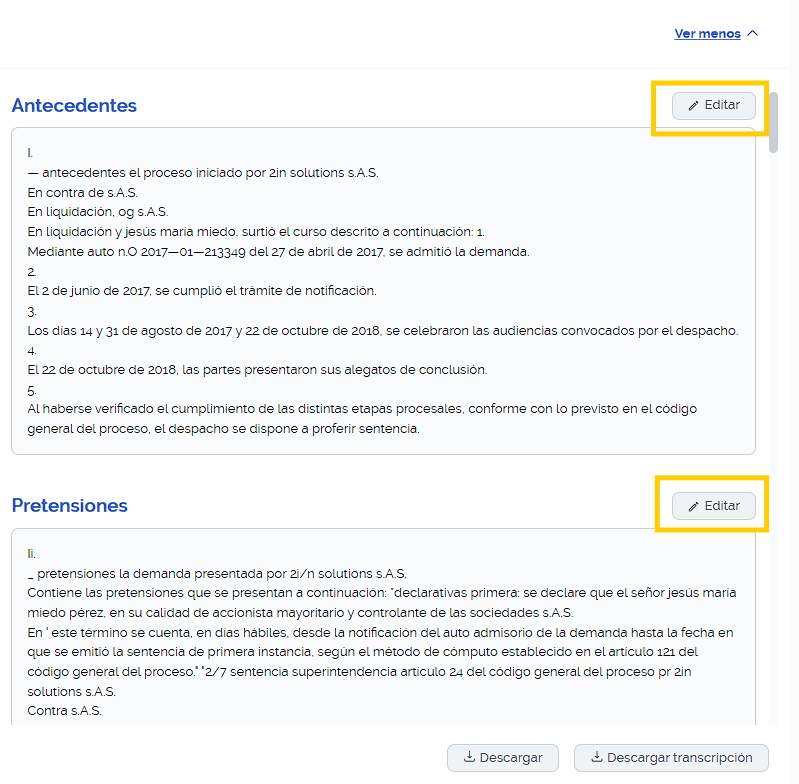 Ver menos
Antecedentes
Editar
I.
— antecedentes el proceso iniciado por 2in solutions s.A.S.
En contra de s.A.S.
En liquidación, og s.A.S.
En liquidación y jesús maría miedo, surtió el curso descrito a continuación: 1.
Mediante auto n.O 2017—01—213349 del 27 de abril de 2017, se admitió la demanda.
2.
El 2 de junio de 2017, se cumplió el trámite de notificación.
3.
Los días 14 y 31 de agosto de 2017 y 22 de octubre de 2018, se celebraron las audiencias convocados por el despacho.
4.
El 22 de octubre de 2018, las partes presentaron sus alegatos de conclusión.
5.
Al haberse verificado el cumplimiento de las distintas etapas procesales, conforme con lo previsto en el código
general del proceso, el despacho se dispone a proferir sentencia.
Pretensiones
Editar
Ii.
_ pretensiones la demanda presentada por 2i/n solutions s.A.S.
Contiene las pretensiones que se presentan a continuación: "declarativas primera: se declare que el señor jesús maría
miedo pérez, en su calidad de accionista mayoritario y controlante de las sociedades s.A.S.
En ' este término se cuenta, en días hábiles, desde la notificación del auto admisorio de la demanda hasta la fecha en
que se emitió la sentencia de primera instancia, según el método de cómputo establecido en el artículo 121 del
código general del proceso." "2/7 sentencia superintendencia artículo 24 del código general del proceso pr 2in
solutions s.A.S.
Contra s.A.S.
Descargar
Descargar transcripción